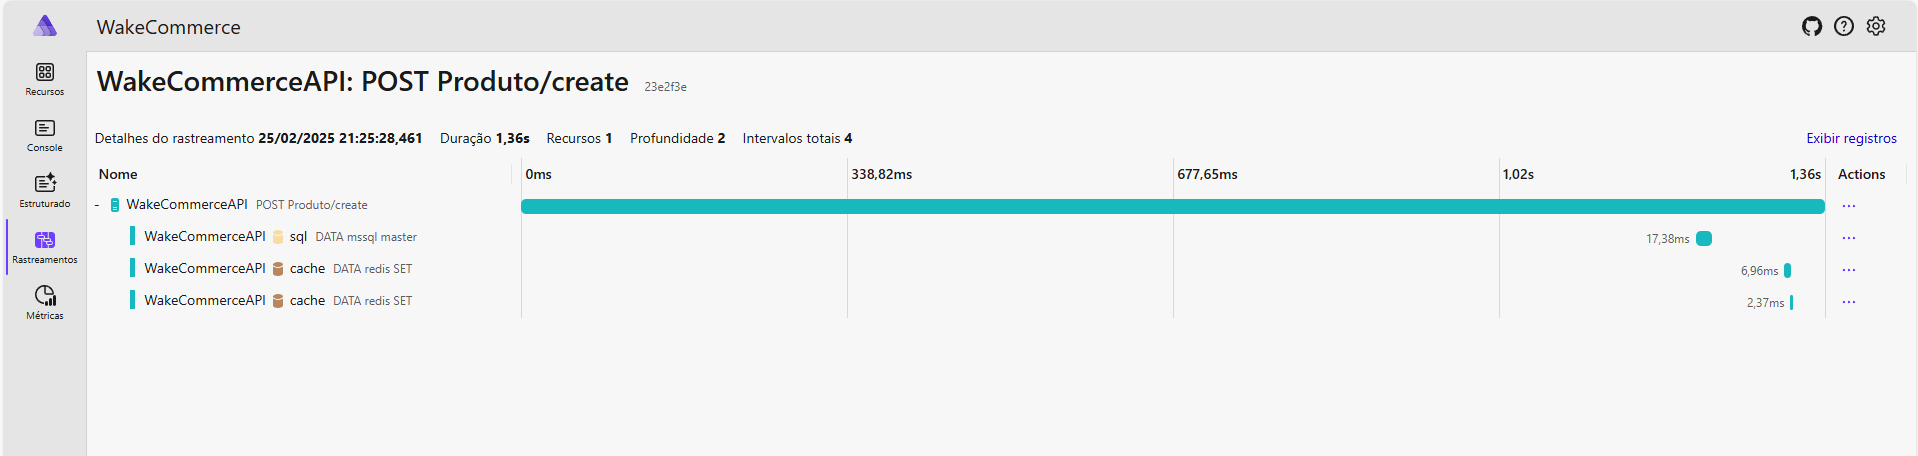 WakeCommerce
Recursos
Console
Estruturado
Rastreamentos
Métricas
WakeCommerceAPI: POST Produto/create 23e2f3e
Detalhes do rastreamento 25/02/2025 21:25:28,461 Duração 1,36s Recursos 1 Profundidade 2 Intervalos totais 4 Exibir registros
Nome 0ms 338,82ms 677,65ms 1,02s 1,36s Actions
- WakeCommerceAPI POST Produto/create ...
WakeCommerceAPI sql DATA mssql master 17,38ms ...
WakeCommerceAPI cache DATA redis SET 6,96ms ...
WakeCommerceAPI cache DATA redis SET 2,37ms ...